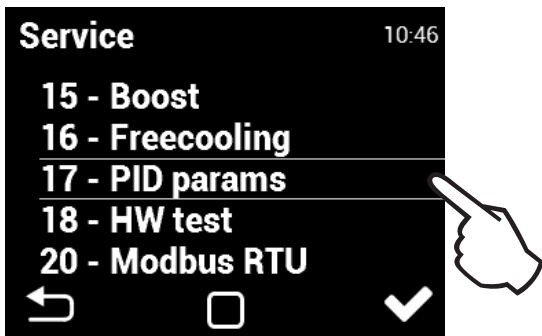 Service
10:46
15 - Boost
16 - Freecooling
17 - PID params
18 - HW test
20 - Modbus RTU